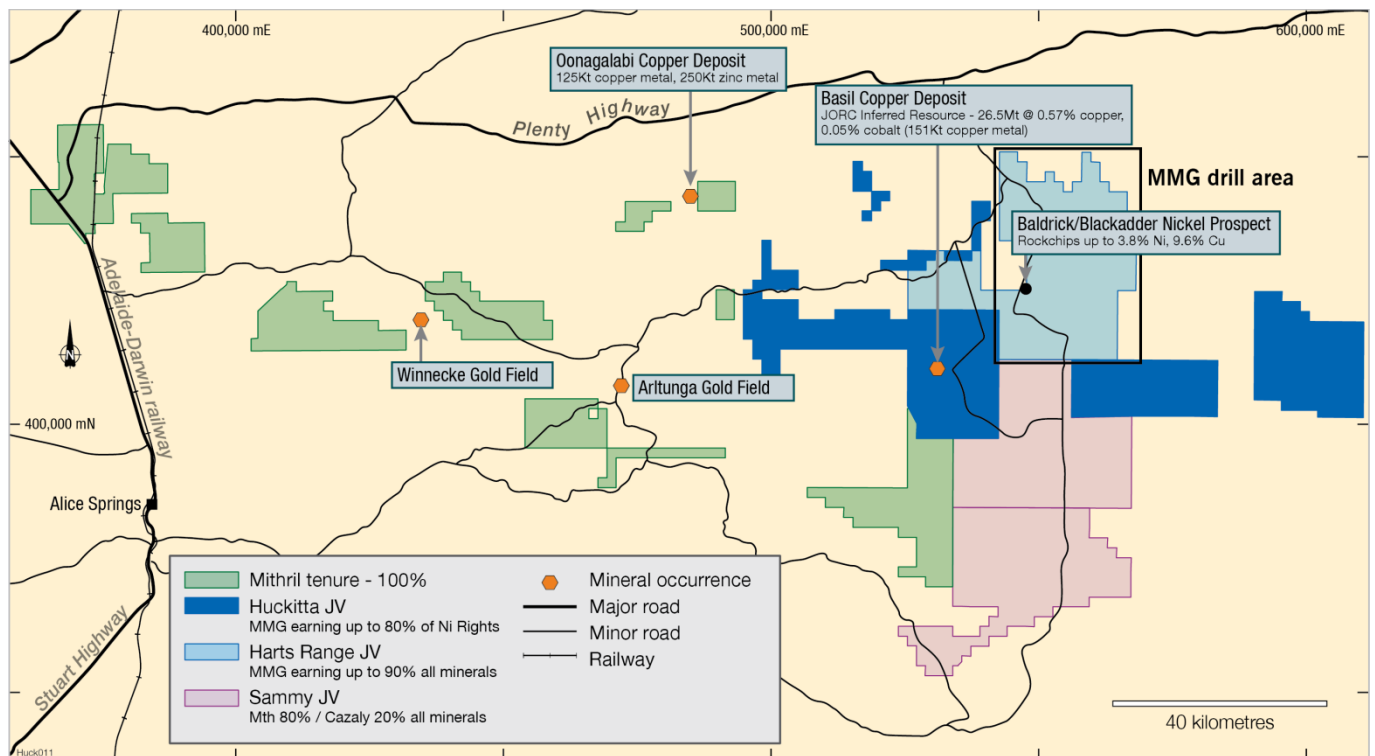 400,000 mE
500,000 mE
600,000 mE
Oonagalabi Copper Deposit
125Kt copper metal, 250Kt zinc metal
Basil Copper Deposit
JORC Inferred Resource - 26.5Mt @ 0.57% copper,
0.05% cobalt (151Kt copper metal)
Plenty Highway
MMG drill area
Baldrick/Blackadder Nickel Prospect
Rockchips up to 3.8% Ni, 9.6% Cu
Adelaide-Darwin railway
N
Winnecke Gold Field
Arltunga Gold Field
400,000 mN
Alice Springs
Stuart Highway
Mithril tenure - 100%
Huckitta JV
MMG earning up to 80% of Ni Rights
Harts Range JV
MMG earning up to 90% all minerals
Sammy JV
Mth 80% / Cazaly 20% all minerals
Mineral occurrence
Major road
Minor road
Railway
40 kilometres
Huck011